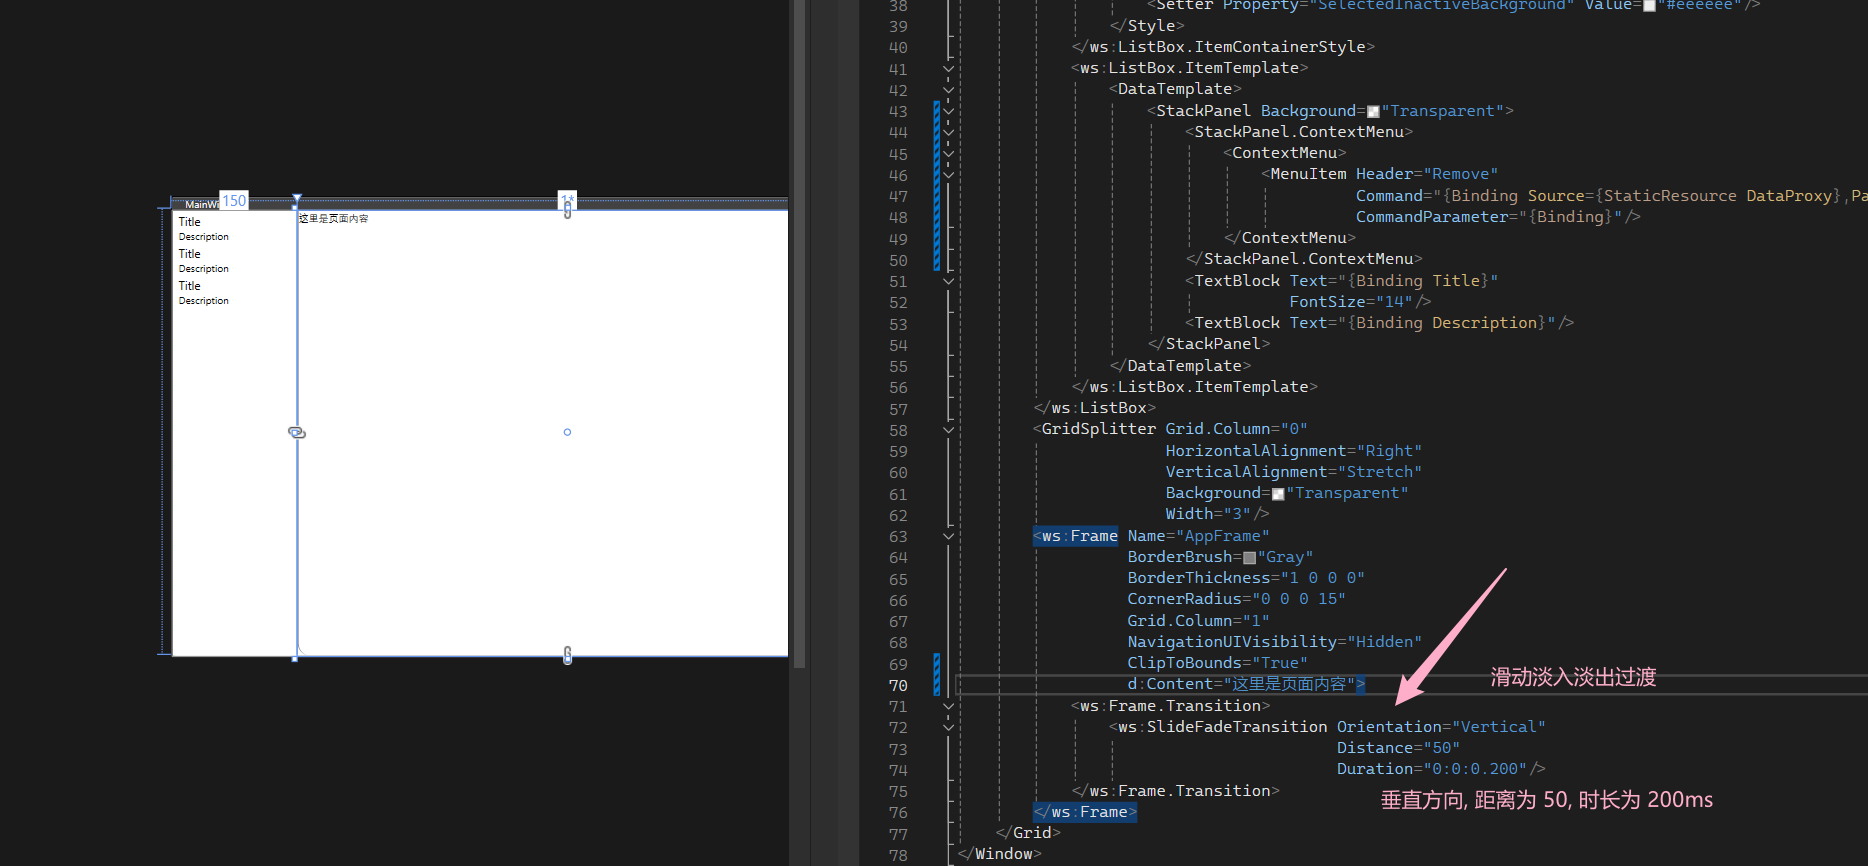 150
1*
MainWi
这里是页面内容
Title
Description
Title
Description
Title
Description
38 <Setter Property="SelectedInactiveBackground" Value="#eeeeee"/>
39 </Style>
40 </ws:ListBox.ItemContainerStyle>
41 <ws:ListBox.ItemTemplate>
42 <DataTemplate>
43 <StackPanel Background="Transparent">
44 <StackPanel.ContextMenu>
45 <ContextMenu>
46 <MenuItem Header="Remove"
47 Command="{Binding Source={StaticResource DataProxy},Pa
48 CommandParameter="{Binding}"/>
49 </ContextMenu>
50 </StackPanel.ContextMenu>
51 <TextBlock Text="{Binding Title}"
52 FontSize="14"/>
53 <TextBlock Text="{Binding Description}"/>
54 </StackPanel>
55 </DataTemplate>
56 </ws:ListBox.ItemTemplate>
57 </ws:ListBox>
58 <GridSplitter Grid.Column="0"
59 HorizontalAlignment="Right"
60 VerticalAlignment="Stretch"
61 Background="Transparent"
62 Width="3"/>
63 <ws:Frame Name="AppFrame"
64 BorderBrush="Gray"
65 BorderThickness="1 0 0 0"
66 CornerRadius="0 0 0 15"
67 Grid.Column="1"
68 NavigationUIVisibility="Hidden"
69 ClipToBounds="True"
70 d:Content="这里是页面内容">
滑动淡入淡出过渡
71 <ws:Frame.Transition>
72 <ws:SlideFadeTransition Orientation="Vertical"
73 Distance="50"
74 Duration="0:0:0.200"/>
75 </ws:Frame.Transition>
垂直方向, 距离为 50, 时长为 200ms
76 </ws:Frame>
77 </Grid>
78 </Window>